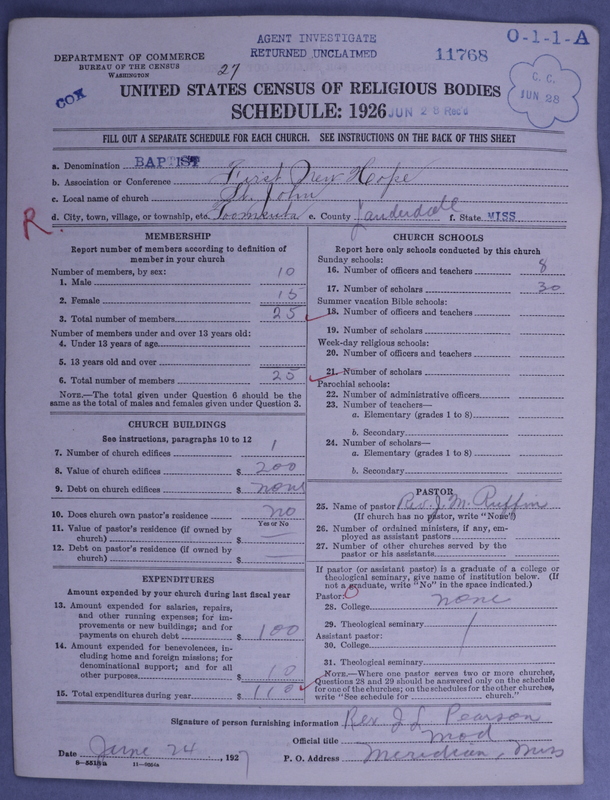 AGENT INVESTIGATE
RETURNED UNCLAIMED
11768
O-1-1-A
DEPARTMENT OF COMMERCE
BUREAU OF THE CENSUS
WASHINGTON
27
C. C.
JUN 28
COX
UNITED STATES CENSUS OF RELIGIOUS BODIES
SCHEDULE: 1926
JUN 28 Rec'd
FILL OUT A SEPARATE SCHEDULE FOR EACH CHURCH. SEE INSTRUCTIONS ON THE BACK OF THIS SHEET
a. Denomination BAPTIST
b. Association or Conference First New Hope
c. Local name of church St. John
d. City, town, village, or township, etc. Toomsuba e. County Lauderdall f. State MISS
R.
MEMBERSHIP
Report number of members according to definition of
member in your church
Number of members, by sex:
1. Male 10
2. Female 15
3. Total number of members 25
Number of members under and over 13 years old:
4. Under 13 years of age
5. 13 years old and over
6. Total number of members 25
NOTE.—The total given under Question 6 should be the
same as the total of males and females given under Question 3.
CHURCH BUILDINGS
See instructions, paragraphs 10 to 12
7. Number of church edifices 1
8. Value of church edifices $ 200
9. Debt on church edifices $ none
10. Does church own pastor's residence no
Yes or No
11. Value of pastor's residence (if owned by
church) $ —
12. Debt on pastor's residence (if owned by
church) $ —
EXPENDITURES
Amount expended by your church during last fiscal year
13. Amount expended for salaries, repairs,
and other running expenses; for im-
provements or new buildings; and for
payments on church debt $ 100
14. Amount expended for benevolences, in-
cluding home and foreign missions; for
denominational support; and for all
other purposes $ 10
15. Total expenditures during year $ 110
CHURCH SCHOOLS
Report here only schools conducted by this church
Sunday schools:
16. Number of officers and teachers 8
17. Number of scholars 30
Summer vacation Bible schools:
18. Number of officers and teachers
19. Number of scholars
Week-day religious schools:
20. Number of officers and teachers
21. Number of scholars
Parochial schools:
22. Number of administrative officers
23. Number of teachers—
a. Elementary (grades 1 to 8)
b. Secondary
24. Number of scholars—
a. Elementary (grades 1 to 8)
b. Secondary
PASTOR
25. Name of pastor Rev. J. M. Ruffin
(If church has no pastor, write "None")
26. Number of ordained ministers, if any, em-
ployed as assistant pastors
27. Number of other churches served by the
pastor or his assistants
If pastor (or assistant pastor) is a graduate of a college or
theological seminary, give name of institution below. (If
not a graduate, write "No" in the space indicated.)
Pastor: O
28. College none
29. Theological seminary
Assistant pastor:
30. College
31. Theological seminary
NOTE.—Where one pastor serves two or more churches,
Questions 28 and 29 should be answered only on the schedule
for one of the churches; on the schedules for the other churches,
write "See schedule for church."
Signature of person furnishing information Rev. J L Pearson
Official title Mod
Date June 24, 1927 P. O. Address Meridian, Miss
8—5518a 11—9064a